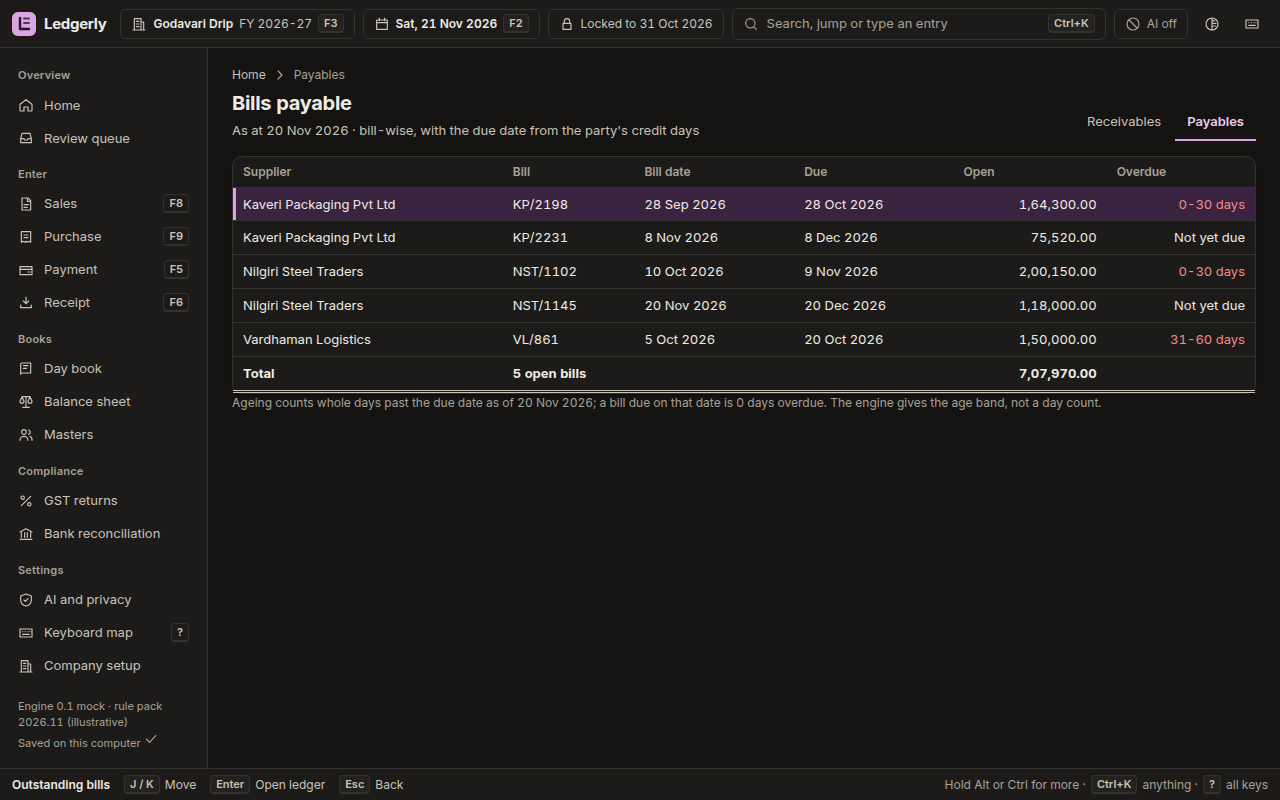 Ledgerly
Godavari Drip FY 2026-27 F3
Sat, 21 Nov 2026 F2
Locked to 31 Oct 2026
Search, jump or type an entry Ctrl+K
AI off
Overview
Home
Review queue
Enter
Sales F8
Purchase F9
Payment F5
Receipt F6
Books
Day book
Balance sheet
Masters
Compliance
GST returns
Bank reconciliation
Settings
AI and privacy
Keyboard map ?
Company setup
Engine 0.1 mock · rule pack
2026.11 (illustrative)
Saved on this computer
Home > Payables
Bills payable
As at 20 Nov 2026 · bill-wise, with the due date from the party's credit days
Receivables Payables
Supplier Bill Bill date Due Open Overdue
Kaveri Packaging Pvt Ltd KP/2198 28 Sep 2026 28 Oct 2026 1,64,300.00 0-30 days
Kaveri Packaging Pvt Ltd KP/2231 8 Nov 2026 8 Dec 2026 75,520.00 Not yet due
Nilgiri Steel Traders NST/1102 10 Oct 2026 9 Nov 2026 2,00,150.00 0-30 days
Nilgiri Steel Traders NST/1145 20 Nov 2026 20 Dec 2026 1,18,000.00 Not yet due
Vardhaman Logistics VL/861 5 Oct 2026 20 Oct 2026 1,50,000.00 31-60 days
Total 5 open bills 7,07,970.00
Ageing counts whole days past the due date as of 20 Nov 2026; a bill due on that date is 0 days overdue. The engine gives the age band, not a day count.
Outstanding bills J / K Move Enter Open ledger Esc Back
Hold Alt or Ctrl for more · Ctrl+K anything · ? all keys